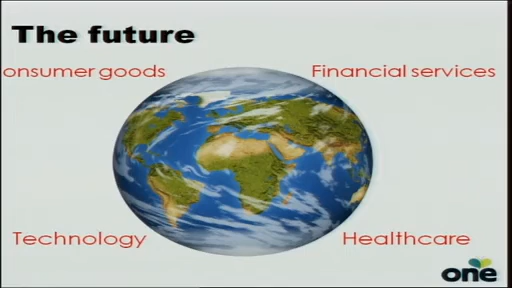 The future
onsumer goods
Financial services
Technology
Healthcare
one